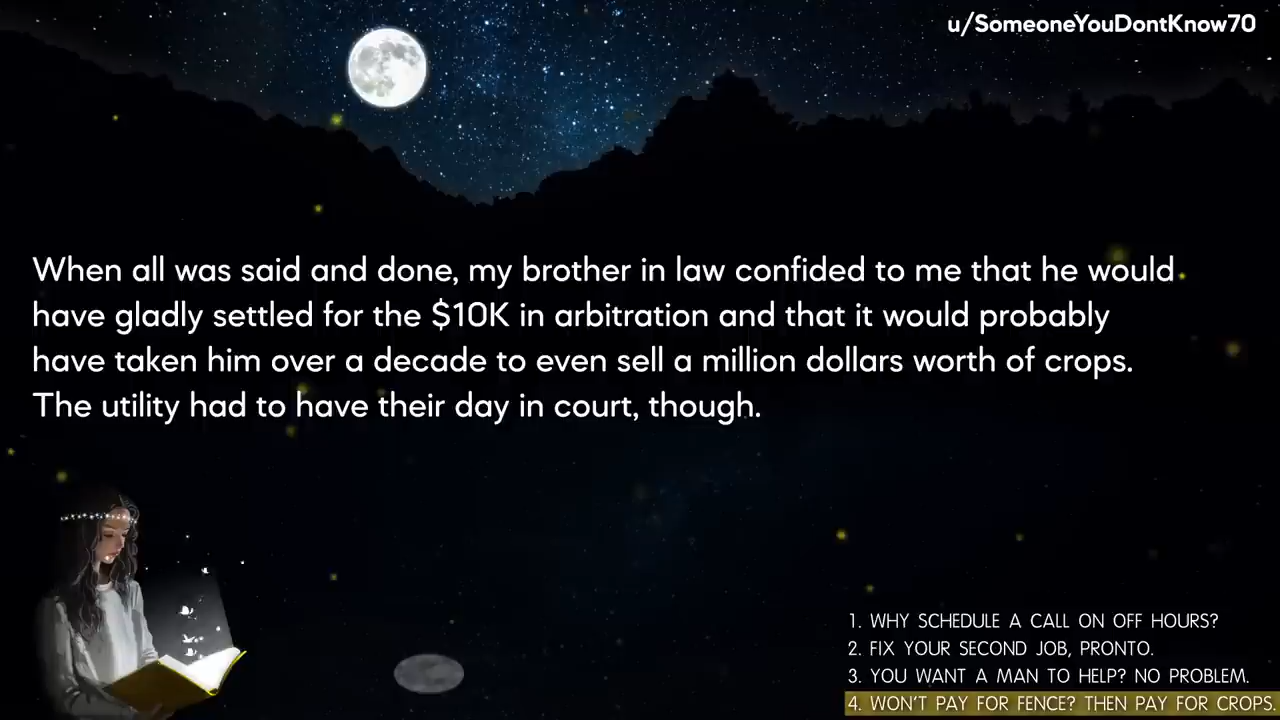 u/SomeoneYouDontKnow70
When all was said and done, my brother in law confided to me that he would
have gladly settled for the $10K in arbitration and that it would probably
have taken him over a decade to even sell a million dollars worth of crops.
The utility had to have their day in court, though.
1. WHY SCHEDULE A CALL ON OFF HOURS?
2. FIX YOUR SECOND JOB, PRONTO.
3. YOU WANT A MAN TO HELP? NO PROBLEM.
4. WON'T PAY FOR FENCE? THEN PAY FOR CROPS.